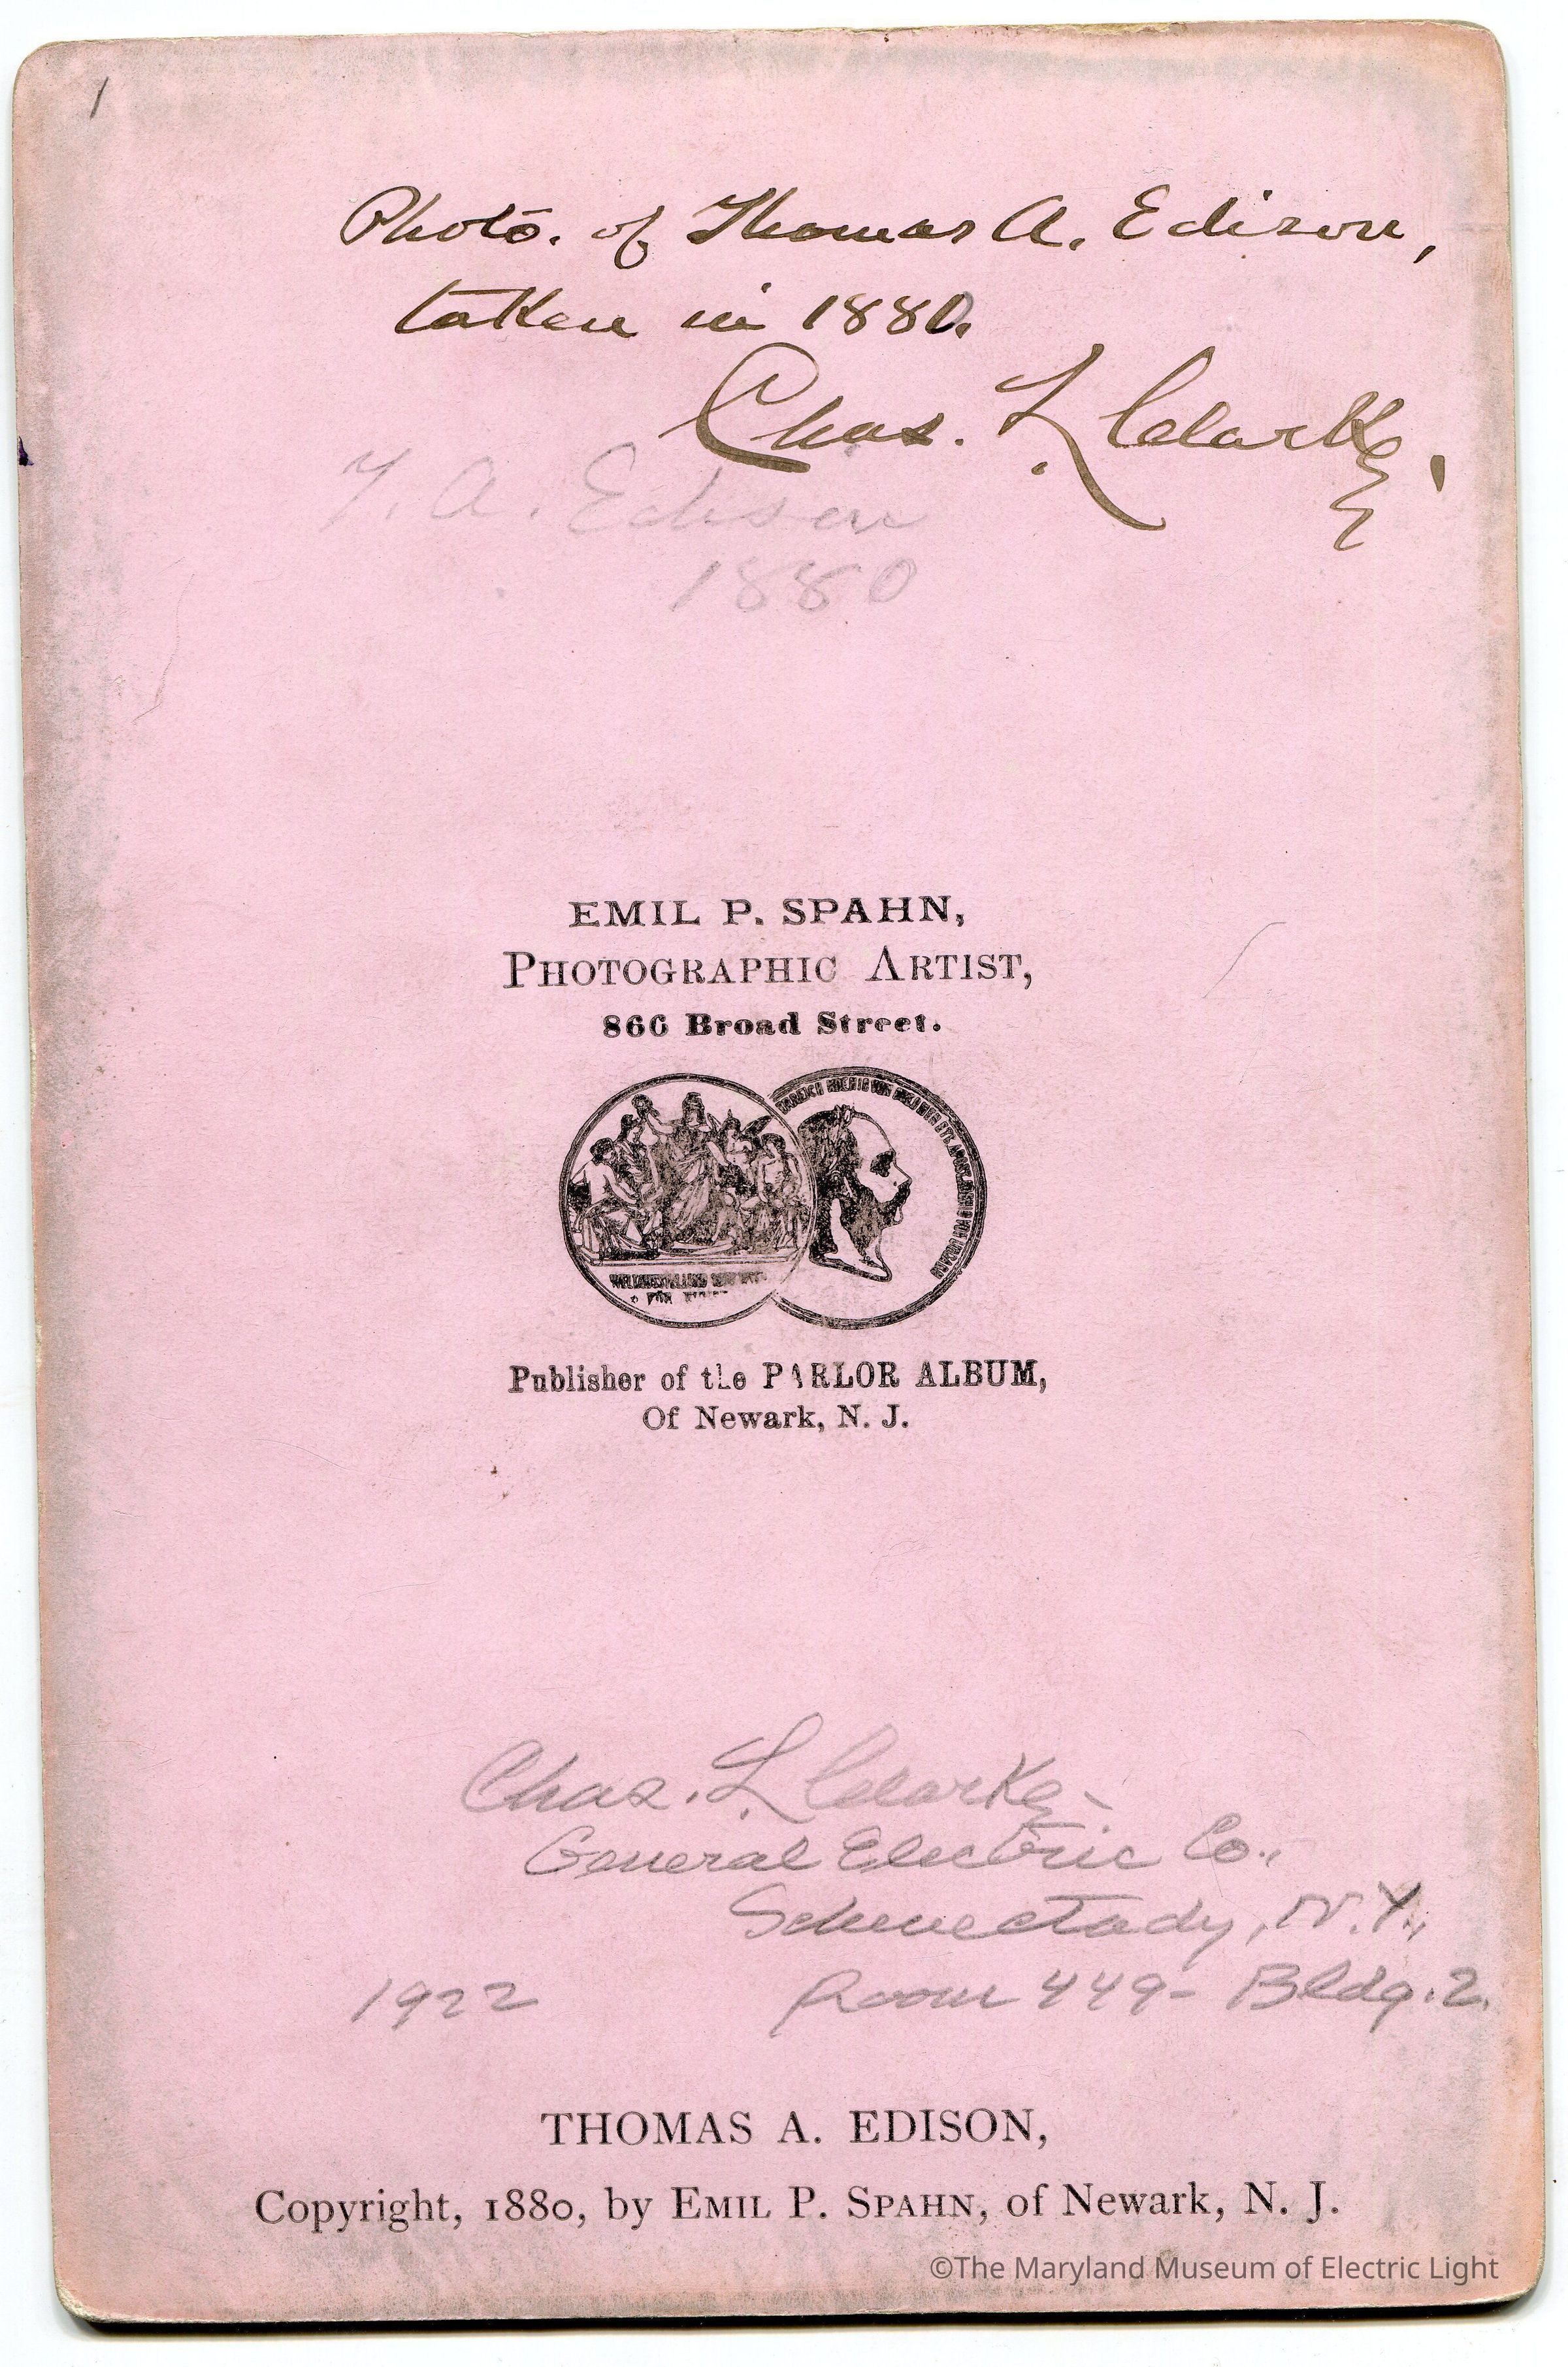 1
Photo. of Thomas A. Edison,
taken in 1880.
Chas. L. Clarke,
T. A. Edison
1880
EMIL P. SPAHN,
PHOTOGRAPHIC ARTIST,
866 Broad Street.
FÜR
Publisher of the PARLOR ALBUM,
Of Newark, N. J.
Chas. L. Clarke,
General Electric Co.,
Schenectady, N.Y.,
1922 Room 449- Bldg. 2.
THOMAS A. EDISON,
Copyright, 1880, by EMIL P. SPAHN, of Newark, N. J.
©The Maryland Museum of Electric Light